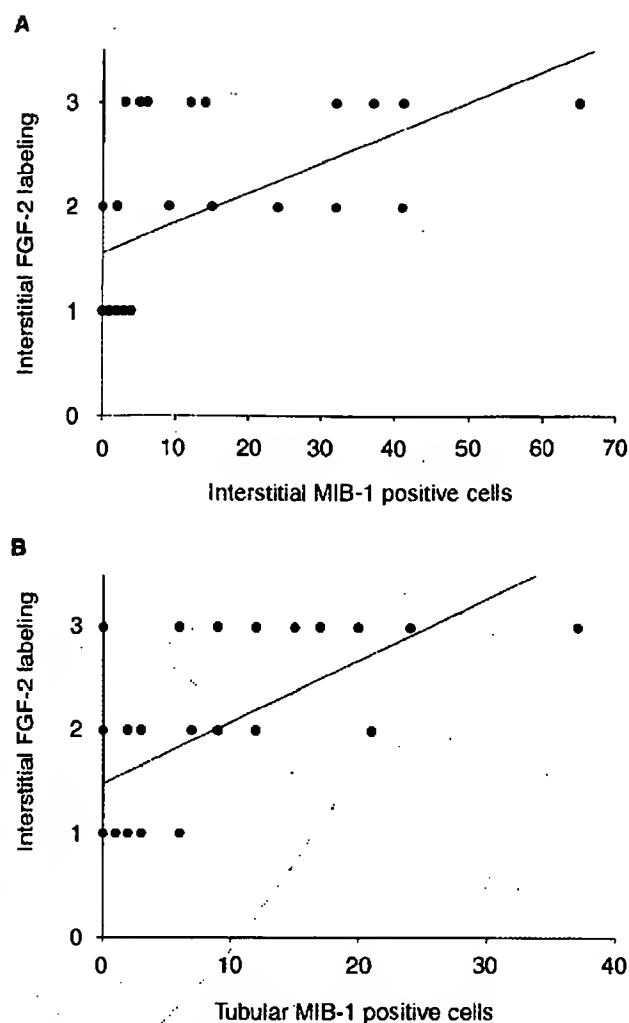 A
Interstitial FGF-2 labeling
3
2
1
0
0 10 20 30 40 50 60 70
Interstitial MIB-1 positive cells
B
Interstitial FGF-2 labeling
3
2
1
0
0 10 20 30 40
Tubular MIB-1 positive cells